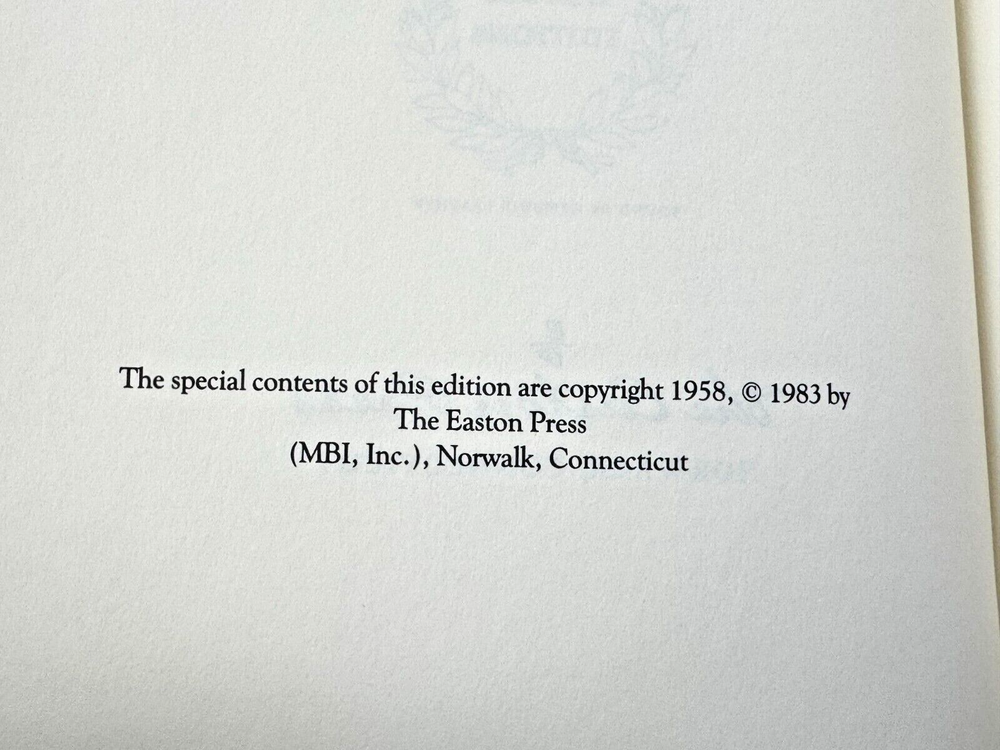 The special contents of this edition are copyright 1958, © 1983 by
The Easton Press
(MBI, Inc.), Norwalk, Connecticut